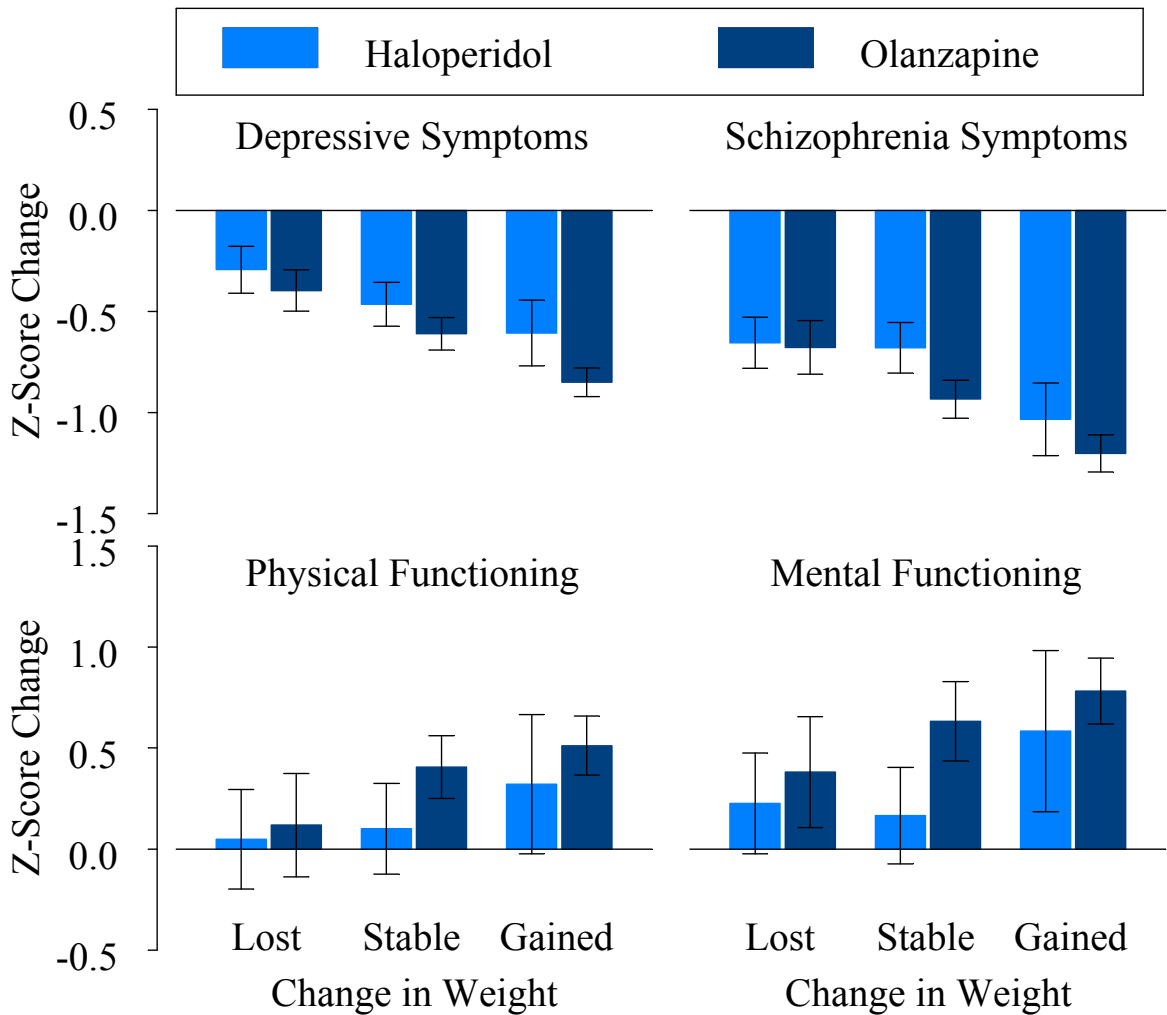 Haloperidol Olanzapine
Depressive Symptoms Schizophrenia Symptoms
Z-Score Change
0.5
0.0
-0.5
-1.0
-1.5
Physical Functioning Mental Functioning
Z-Score Change
1.5
1.0
0.5
0.0
-0.5
Lost Stable Gained Lost Stable Gained
Change in Weight Change in Weight